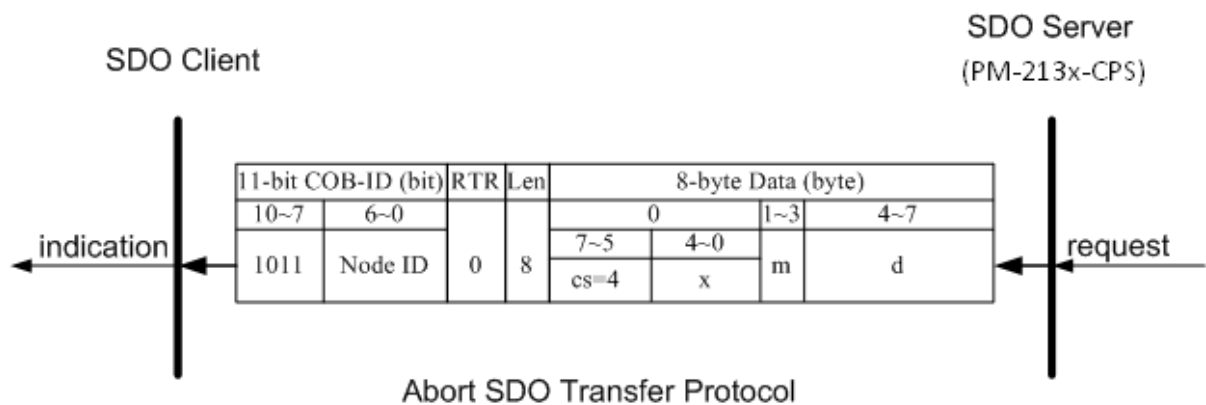 SDO Client
SDO Server
(PM-213x-CPS)
11-bit COB-ID (bit) RTR Len 8-byte Data (byte)
10~7 6~0 0 1~3 4~7
7~5 4~0
indication 1011 Node ID 0 8 m d request
cs=4 x
Abort SDO Transfer Protocol